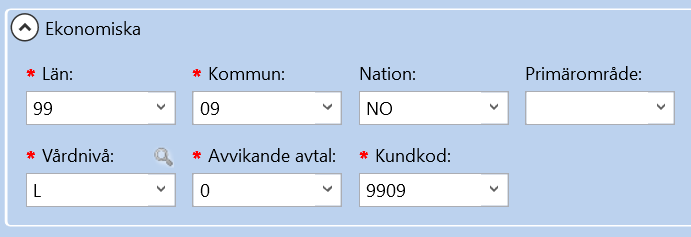 Ekonomiska
* Län: * Kommun: Nation: Primärområde:
99 09 NO
* Vårdnivå: * Avvikande avtal: * Kundkod:
L 0 9909